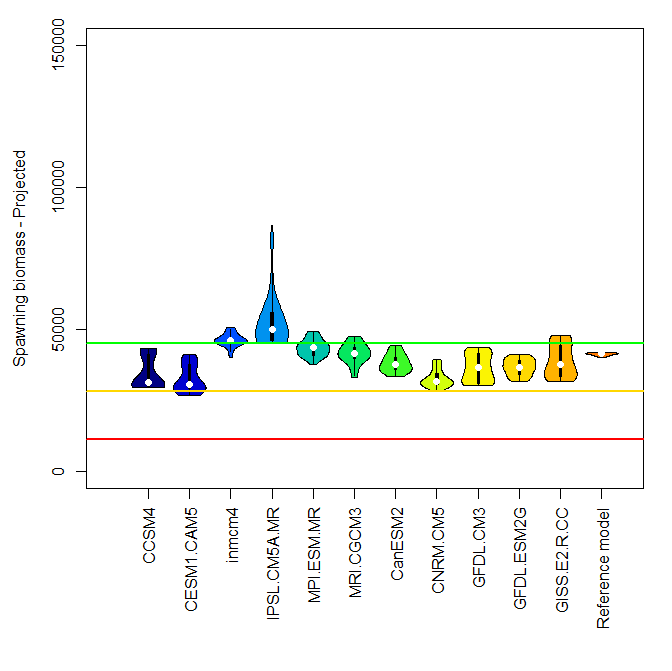 Spawning biomass - Projected
150000
100000
50000
0
CCSM4
CESM1.CAM5
inmcm4
IPSL.CM5A.MR
MPI.ESM.MR
MRI.CGCM3
CanESM2
CNRM.CM5
GFDL.CM3
GFDL.ESM2G
GISS.E2.R.CC
Reference model